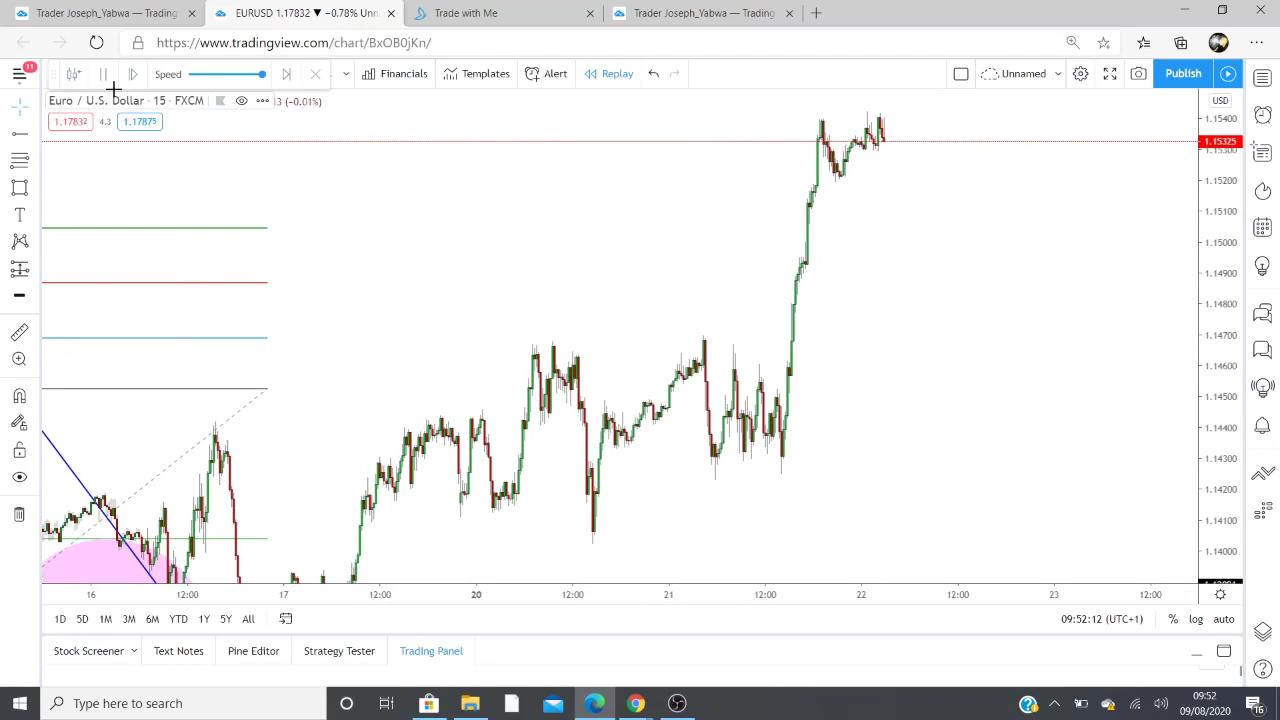 Trader Joseph_Yabwa — Trading
EURUSD 1.17832 ▼ −0.78% Unn
Trade with Me
Trader Joseph_Yabwa — Trading
https://www.tradingview.com/chart/BxOB0jKn/
11
Speed
Financials
Templates
Alert
Replay
Unnamed
Publish
Euro / U.S. Dollar · 15 · FXCM
13 (−0.01%)
USD
1.17832
4.3
1.17875
1.15400
1.15325
1.15300
1.15200
1.15100
1.15000
1.14900
1.14800
1.14700
1.14600
1.14500
1.14400
1.14300
1.14200
1.14100
1.14000
16
12:00
17
12:00
20
12:00
21
12:00
22
12:00
23
12:00
1D
5D
1M
3M
6M
YTD
1Y
5Y
All
09:52:12 (UTC+1)
%
log
auto
Stock Screener
Text Notes
Pine Editor
Strategy Tester
Trading Panel
Type here to search
09:52
09/08/2020
16